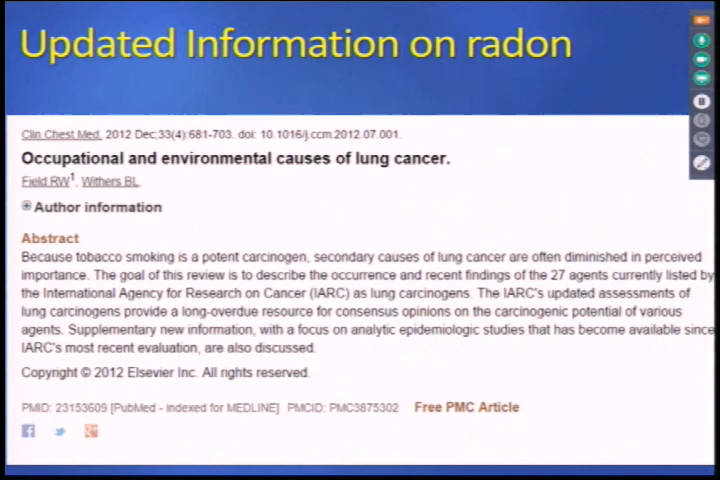 Updated Information on radon
Clin Chest Med. 2012 Dec;33(4):681-703. doi: 10.1016/j.ccm.2012.07.001.
Occupational and environmental causes of lung cancer.
Field RW1, Withers BL.
Author information
Abstract
Because tobacco smoking is a potent carcinogen, secondary causes of lung cancer are often diminished in perceived
importance. The goal of this review is to describe the occurrence and recent findings of the 27 agents currently listed by
the International Agency for Research on Cancer (IARC) as lung carcinogens. The IARC's updated assessments of
lung carcinogens provide a long-overdue resource for consensus opinions on the carcinogenic potential of various
agents. Supplementary new information, with a focus on analytic epidemiologic studies that has become available since
IARC's most recent evaluation, are also discussed.
Copyright © 2012 Elsevier Inc. All rights reserved.
PMID: 23153609 [PubMed - indexed for MEDLINE] PMCID: PMC3875302 Free PMC Article